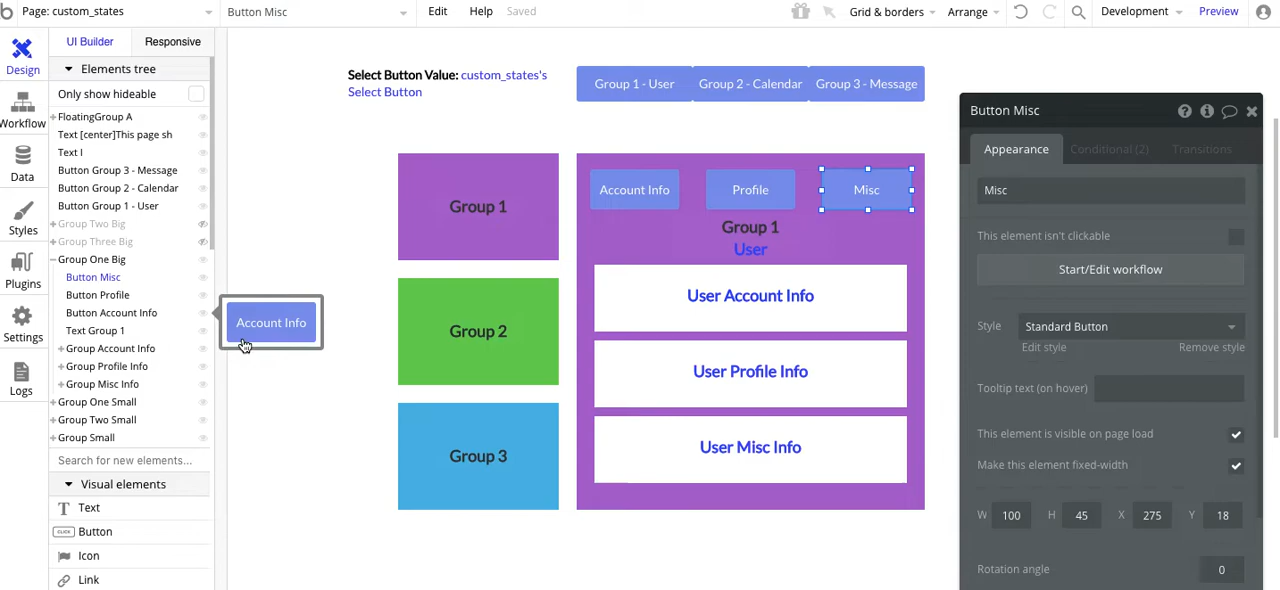 Page: custom_states
Button Misc
Edit
Help
Saved
Grid & borders
Arrange
Development
Preview
Design
Workflow
Data
Styles
Plugins
Settings
Logs
UI Builder
Responsive
Elements tree
Only show hideable
FloatingGroup A
Text [center]This page sh
Text I
Button Group 3 - Message
Button Group 2 - Calendar
Button Group 1 - User
Group Two Big
Group Three Big
Group One Big
Button Misc
Button Profile
Button Account Info
Text Group 1
Group Account Info
Group Profile Info
Group Misc Info
Group One Small
Group Two Small
Group Small
Search for new elements...
Visual elements
Text
CLICK
Button
Icon
Link
Select Button Value: custom_states's
Select Button
Group 1 - User
Group 2 - Calendar
Group 3 - Message
Account Info
Group 1
Group 2
Group 3
Account Info
Profile
Misc
Group 1
User
User Account Info
User Profile Info
User Misc Info
Button Misc
Appearance
Conditional (2)
Transitions
Misc
This element isn't clickable
Start/Edit workflow
Style
Standard Button
Edit style
Remove style
Tooltip text (on hover)
This element is visible on page load
Make this element fixed-width
W 100 H 45 X 275 Y 18
Rotation angle 0